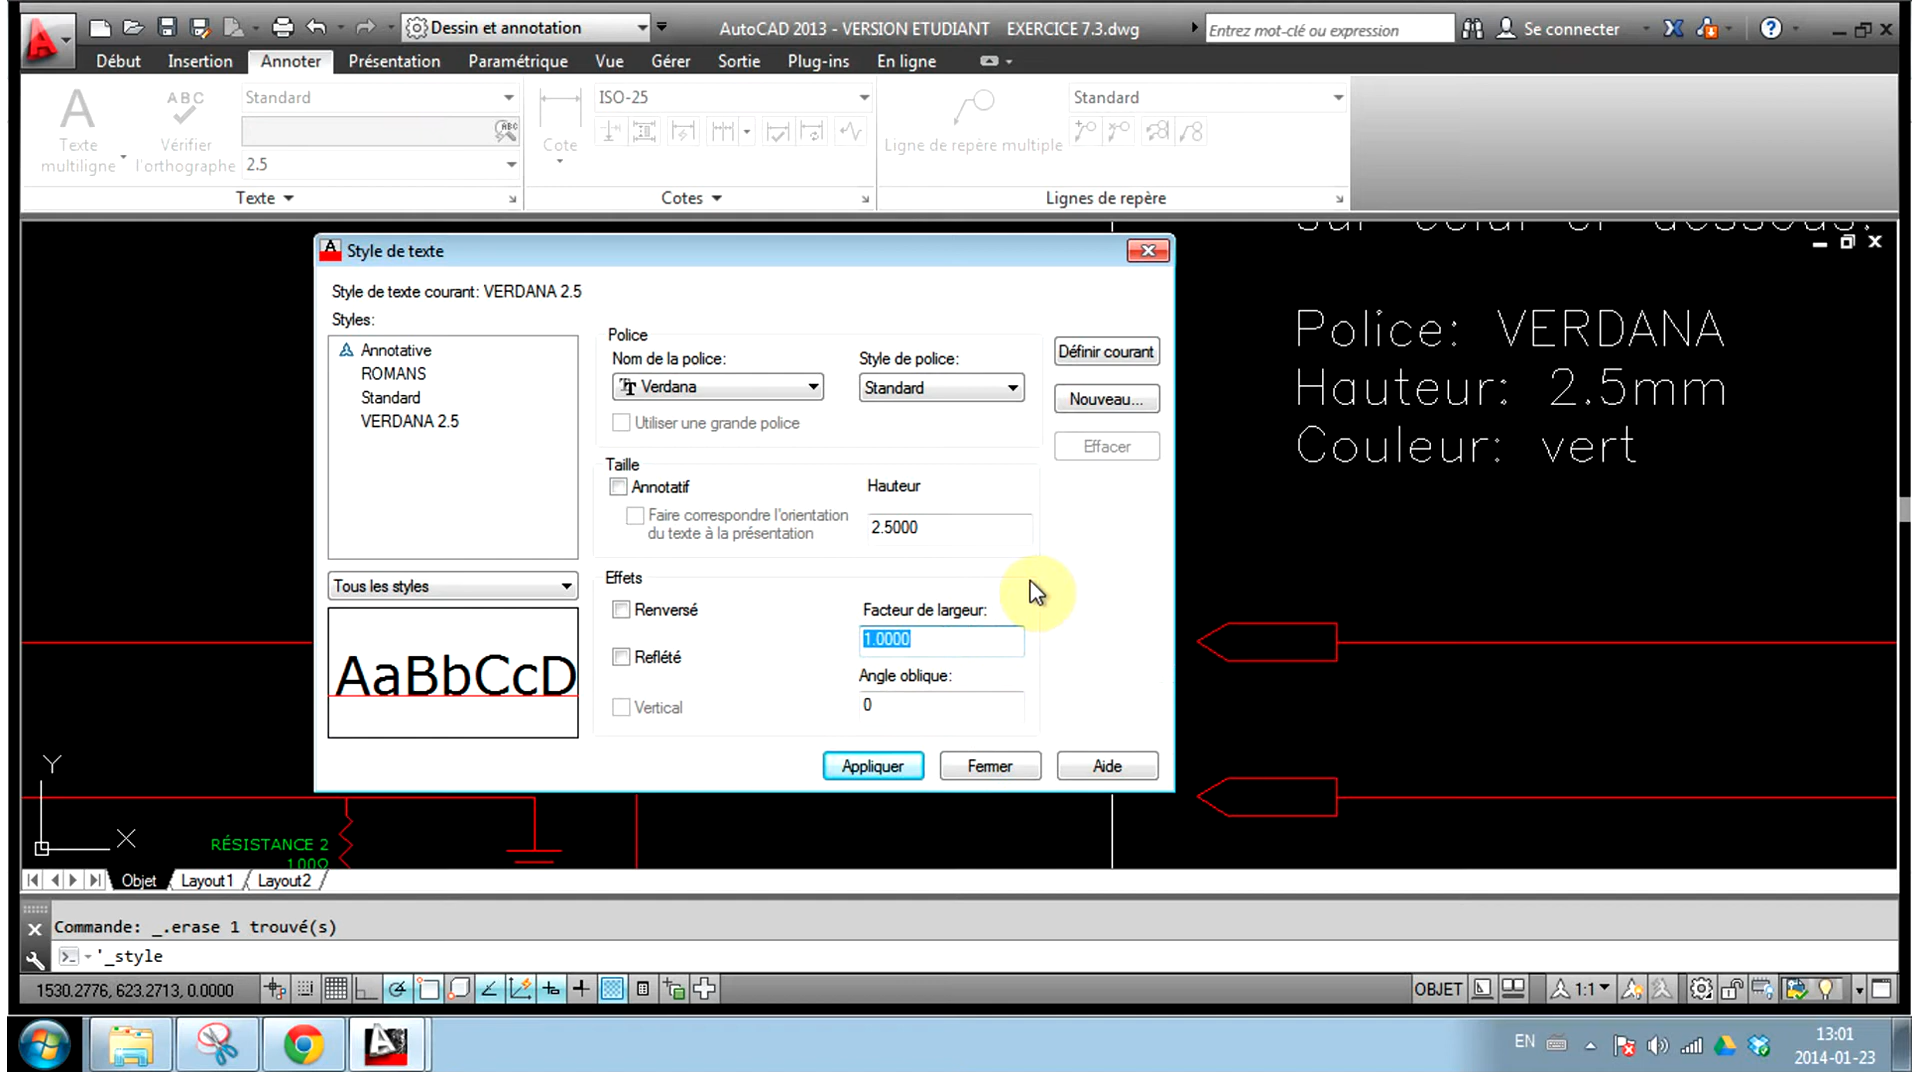 Dessin et annotation
AutoCAD 2013 - VERSION ETUDIANT EXERCICE 7.3.dwg
Entrez mot-clé ou expression
Se connecter
Début
Insertion
Annoter
Présentation
Paramétrique
Vue
Gérer
Sortie
Plug-ins
En ligne
A
Texte
multiligne
ABC
Vérifier
l'orthographe
Standard
ABC
2.5
Cote
ISO-25
Ligne de repère multiple
Standard
Texte
Cotes
Lignes de repère
Style de texte
Style de texte courant: VERDANA 2.5
Styles:
Annotative
ROMANS
Standard
VERDANA 2.5
Tous les styles
AaBbCcD
Police
Nom de la police:
Verdana
Style de police:
Standard
Utiliser une grande police
Définir courant
Nouveau...
Effacer
Taille
Annotatif
Faire correspondre l'orientation
du texte à la présentation
Hauteur
2.5000
Effets
Renversé
Reflété
Vertical
Facteur de largeur:
1.0000
Angle oblique:
0
Appliquer
Fermer
Aide
Police: VERDANA
Hauteur: 2.5mm
Couleur: vert
Y
X
RÉSISTANCE 2
100Ω
Objet
Layout1
Layout2
Commande: _.erase 1 trouvé(s)
'_style
1530.2776, 623.2713, 0.0000
OBJET
1:1
EN
13:01
2014-01-23